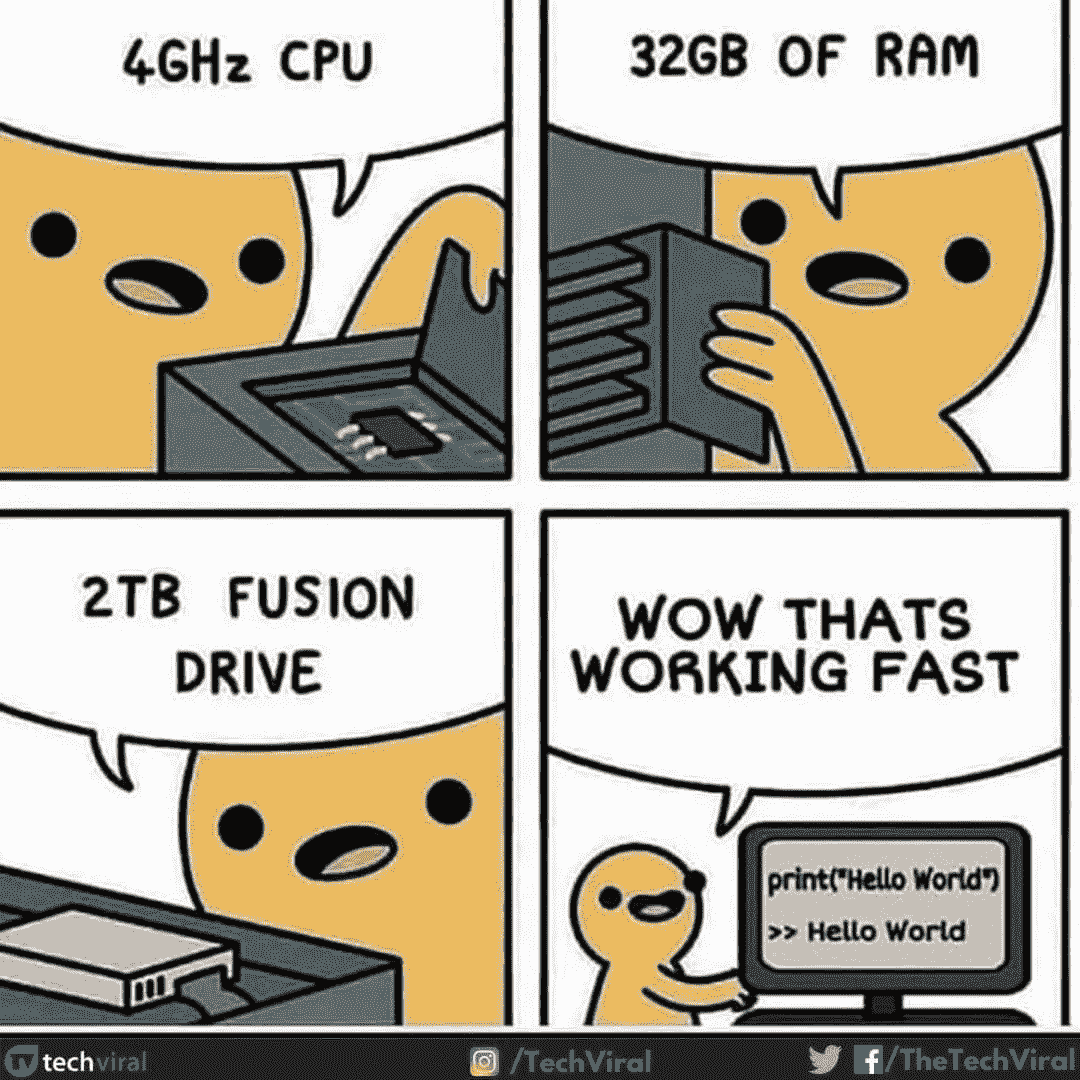 4GHz CPU
32GB OF RAM
2TB FUSION
DRIVE
WOW THATS
WORKING FAST
print("Hello World")
>> Hello World
TV techviral
/TechViral
/TheTechViral